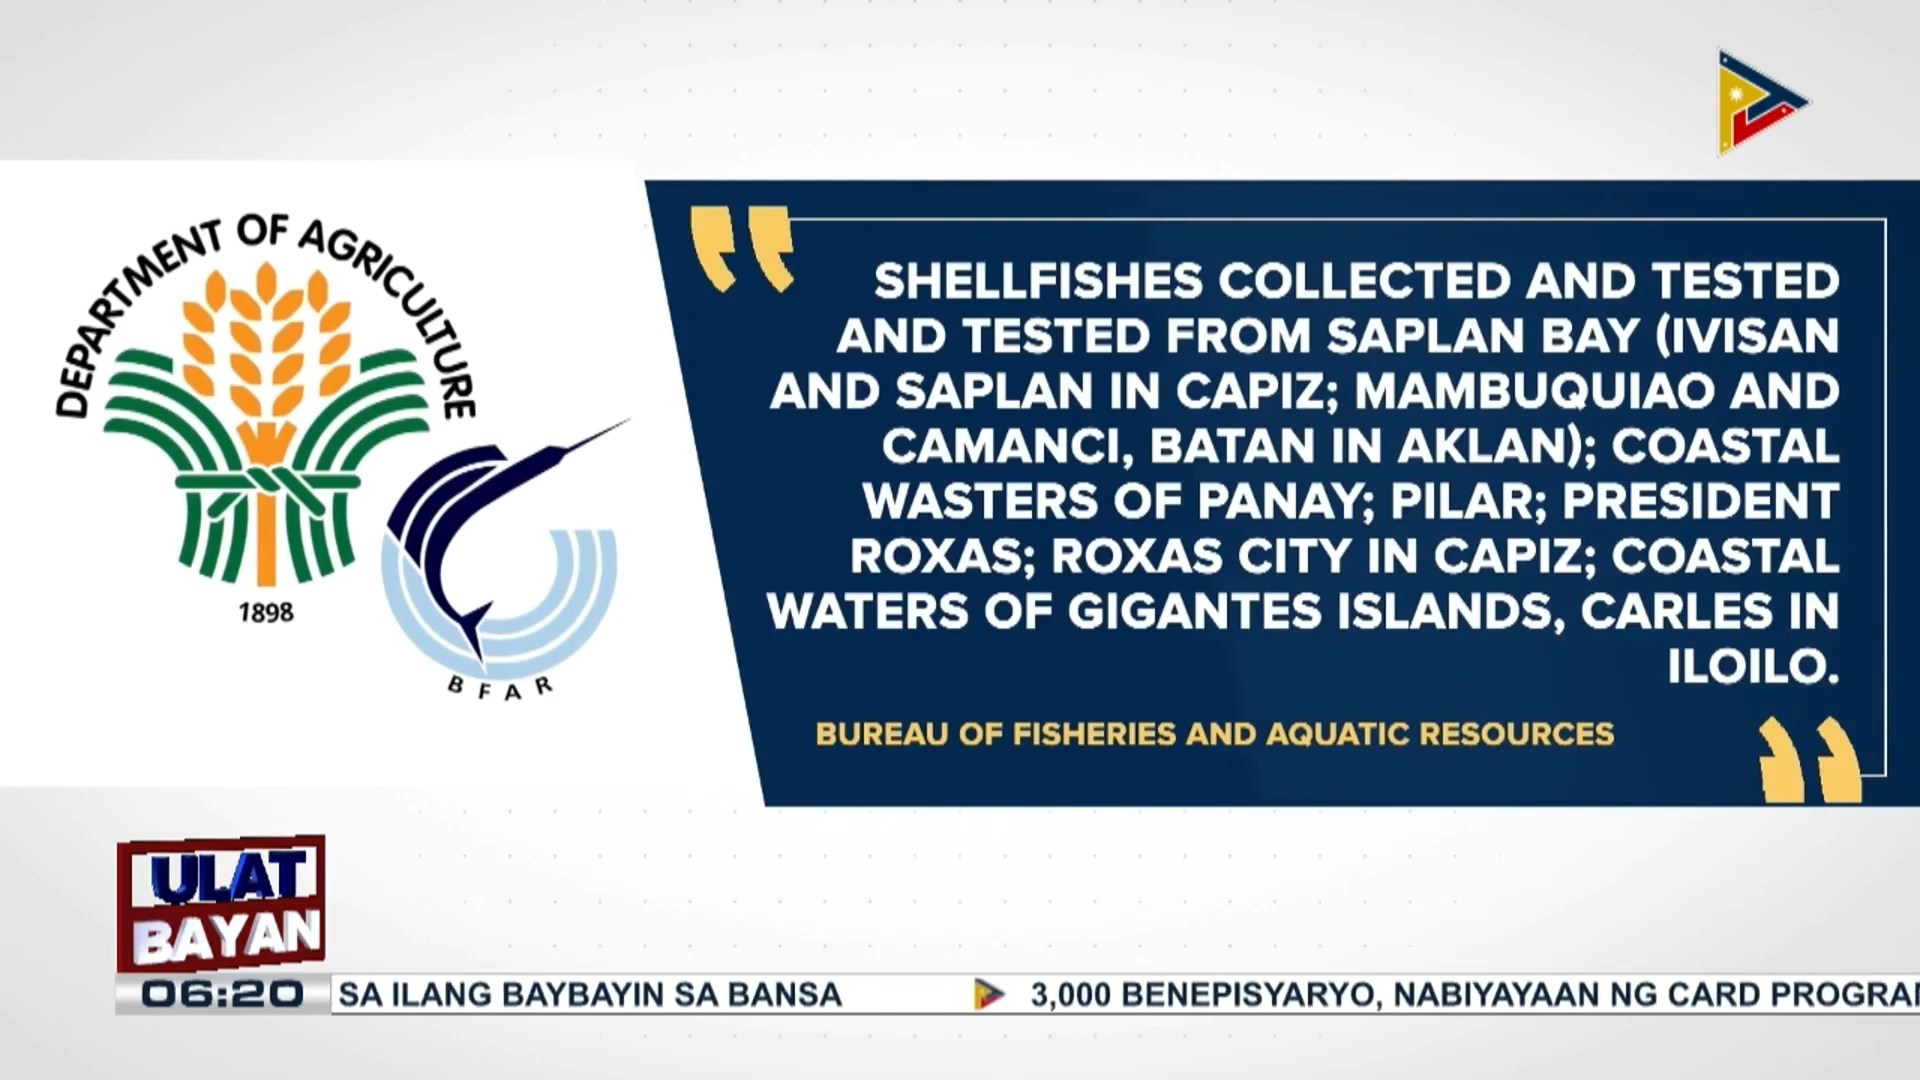 DEPARTMENT OF AGRICULTURE
1898
BFAR
SHELLFISHES COLLECTED AND TESTED
AND TESTED FROM SAPLAN BAY (IVISAN
AND SAPLAN IN CAPIZ; MAMBUQUIAO AND
CAMANCI, BATAN IN AKLAN); COASTAL
WASTERS OF PANAY; PILAR; PRESIDENT
ROXAS; ROXAS CITY IN CAPIZ; COASTAL
WATERS OF GIGANTES ISLANDS, CARLES IN
ILOILO.
BUREAU OF FISHERIES AND AQUATIC RESOURCES
ULAT
BAYAN
06:20 SA ILANG BAYBAYIN SA BANSA 3,000 BENEPISYARYO, NABIYAYAAN NG CARD PROGRAM